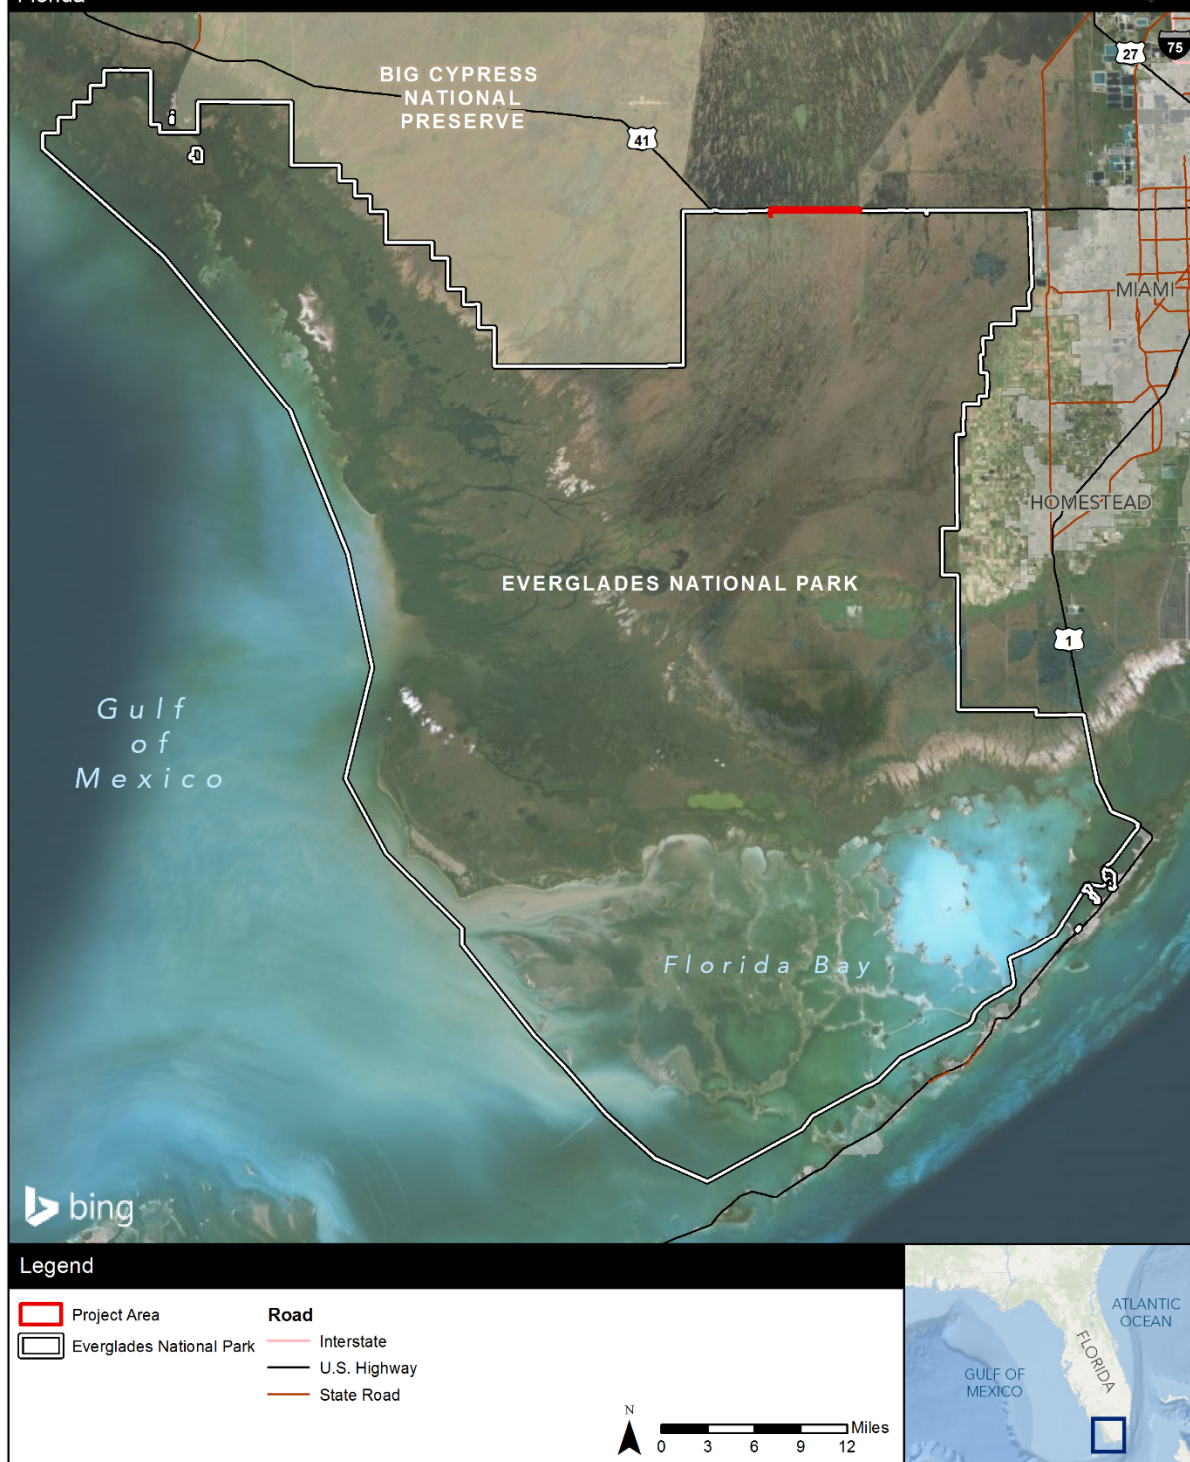 Florida
27
75
BIG CYPRESS
NATIONAL
PRESERVE
41
MIAMI
HOMESTEAD
EVERGLADES NATIONAL PARK
1
Gulf
of
Mexico
Florida Bay
bing
Legend
Project Area
Everglades National Park
Road
Interstate
U.S. Highway
State Road
N
Miles
0 3 6 9 12
ATLANTIC
OCEAN
FLORIDA
GULF OF
MEXICO